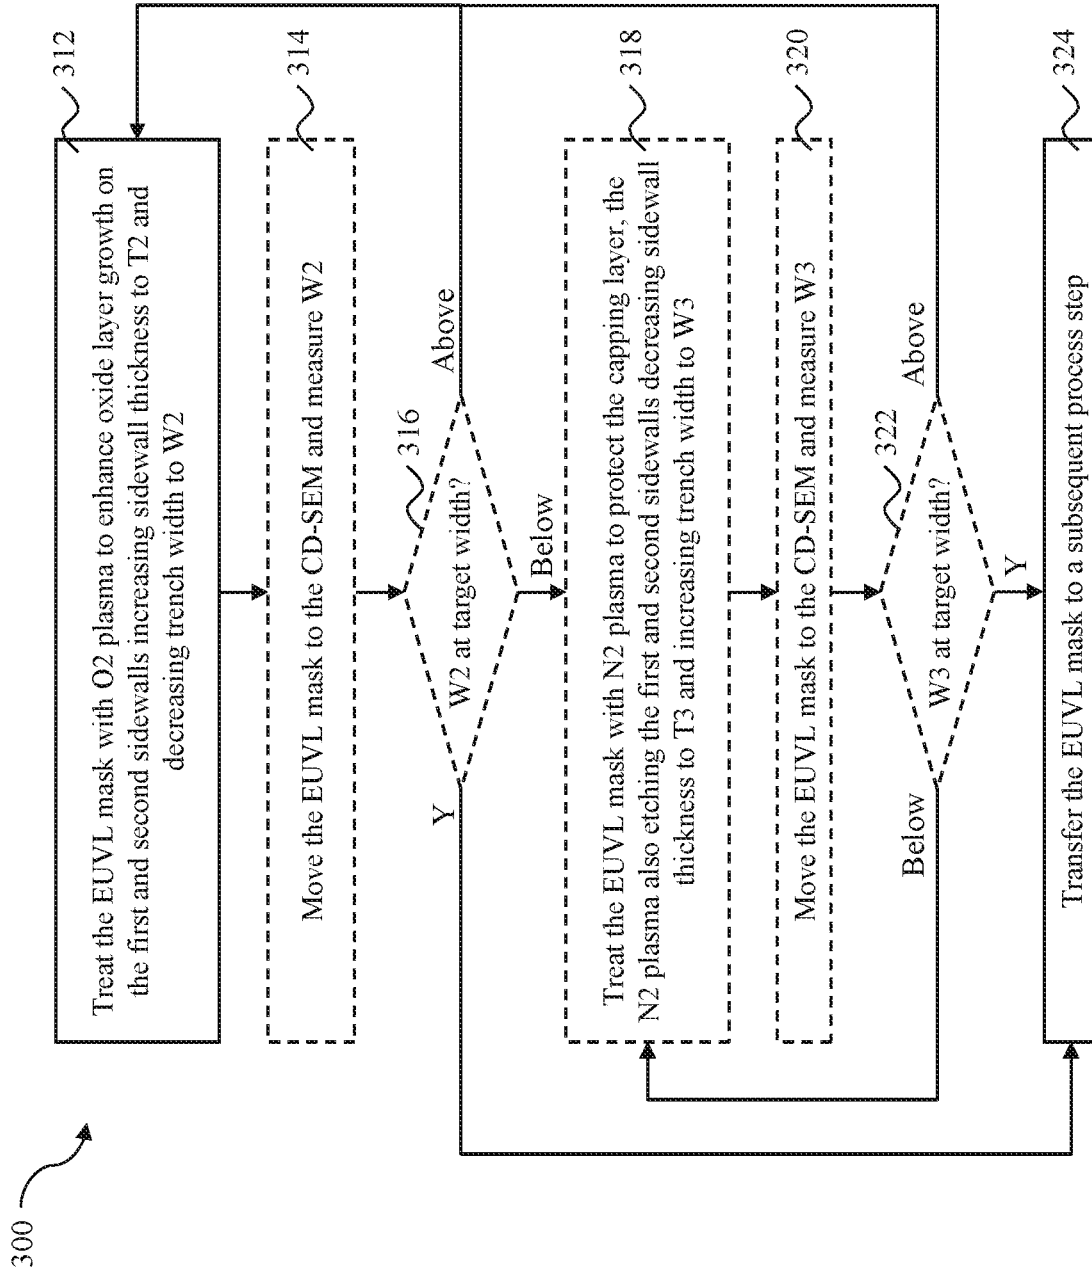 300
312
Treat the EUVL mask with O2 plasma to enhance oxide layer growth on
the first and second sidewalls increasing sidewall thickness to T2 and
decreasing trench width to W2
314
Move the EUVL mask to the CD-SEM and measure W2
316
W2 at target width?
Y
Above
Below
318
Treat the EUVL mask with N2 plasma to protect the capping layer, the
N2 plasma also etching the first and second sidewalls decreasing sidewall
thickness to T3 and increasing trench width to W3
320
Move the EUVL mask to the CD-SEM and measure W3
322
W3 at target width?
Below
Above
Y
324
Transfer the EUVL mask to a subsequent process step